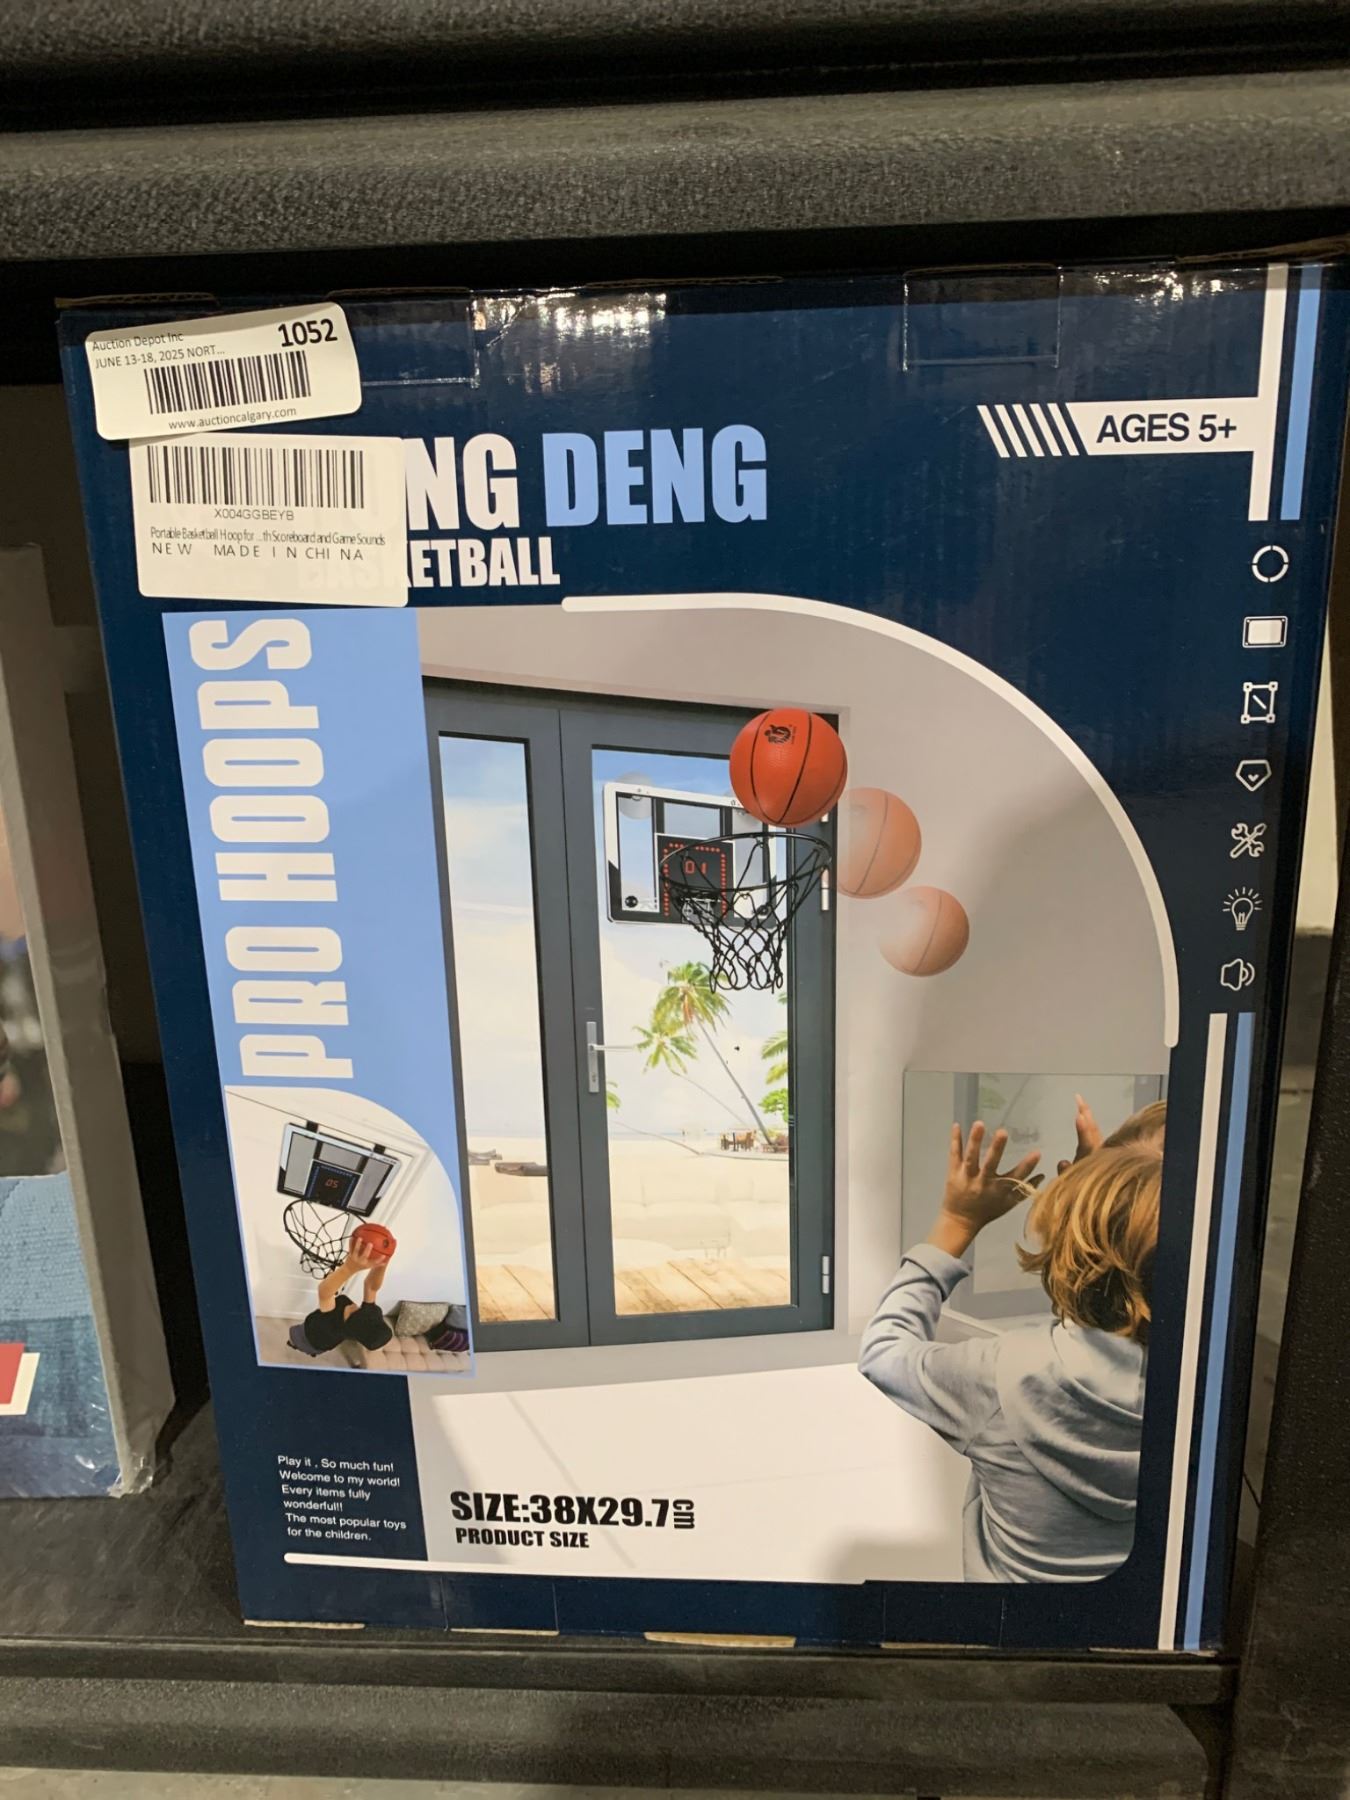 Auction Depot Inc
1052
JUNE 13-18, 2025 NORT...
www.auctioncalgary.com
X004GGBEYB
Portable Basketball Hoop for ...th Scoreboard and Game Sounds
NEW MADE IN CHINA
NG DENG
BASKETBALL
AGES 5+
PRO HOOPS
01
05
Play it , So much fun!
Welcome to my world!
Every items fully
wonderful!!
The most popular toys
for the children.
SIZE:38X29.7cm
PRODUCT SIZE